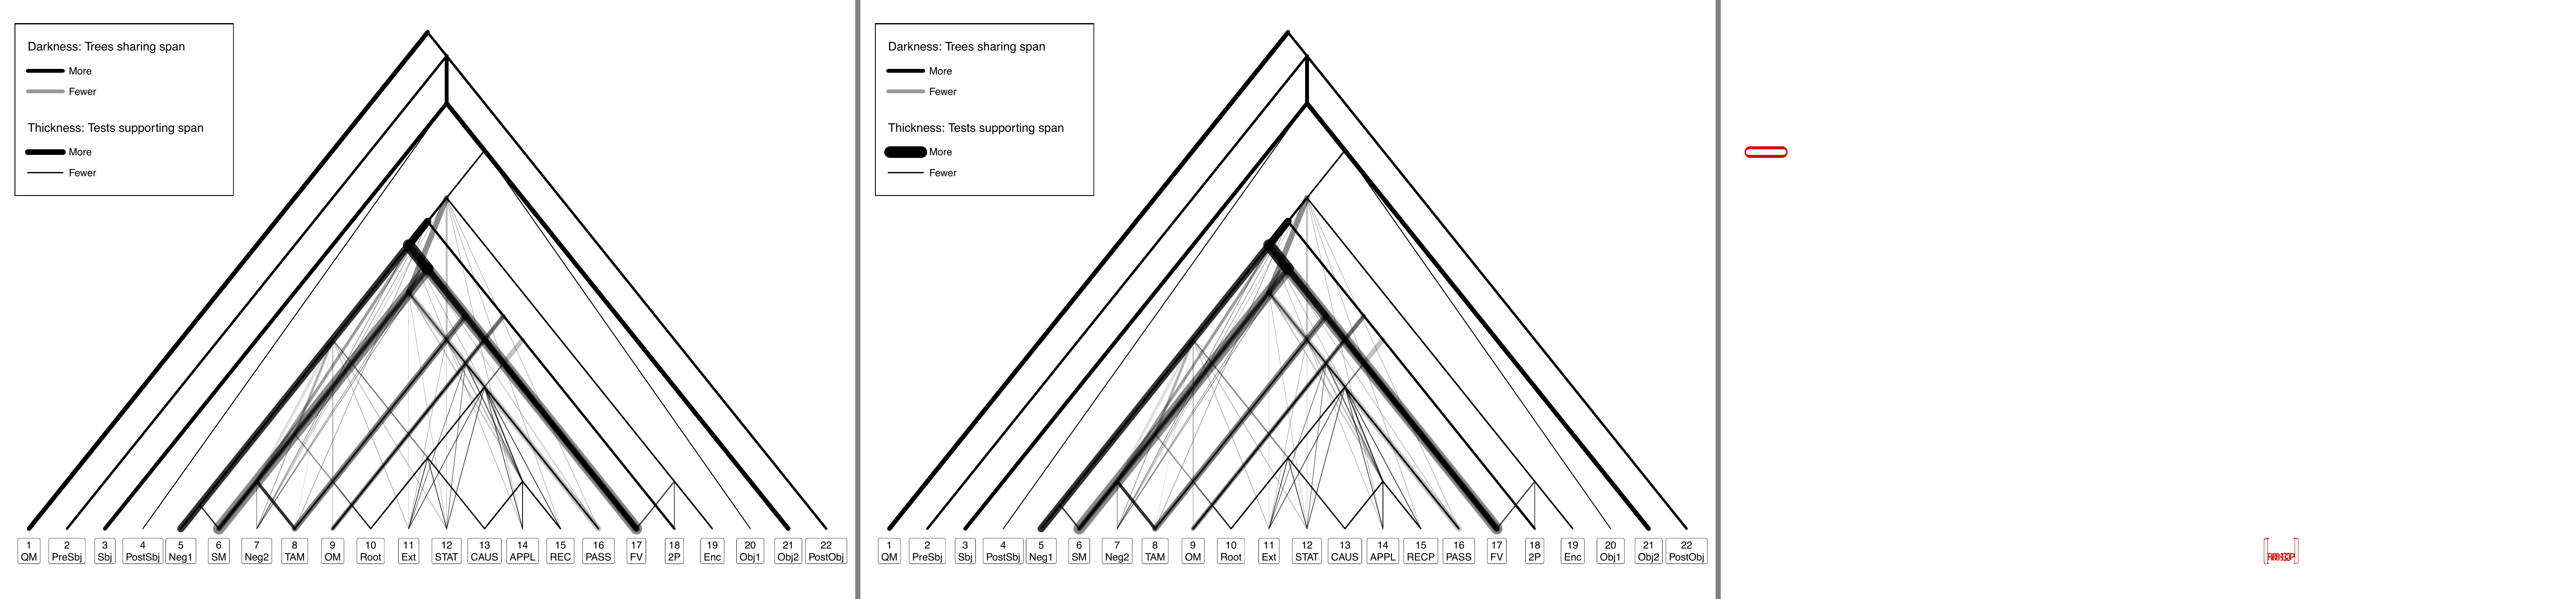 Darkness: Trees sharing span
More
Fewer
Thickness: Tests supporting span
More
Fewer
1 2 3 4 5 6 7 8 9 10 11 12 13 14 15 16 17 18 19 20 21 22
QM PreSbj Sbj PostSbj Neg1 SM Neg2 TAM OM Root Ext STAT CAUS APPL REC PASS FV 2P Enc Obj1 Obj2 PostObj
Darkness: Trees sharing span
More
Fewer
Thickness: Tests supporting span
More
Fewer
1 2 3 4 5 6 7 8 9 10 11 12 13 14 15 16 17 18 19 20 21 22
QM PreSbj Sbj PostSbj Neg1 SM Neg2 TAM OM Root Ext STAT CAUS APPL RECP PASS FV 2P Enc Obj1 Obj2 PostObj